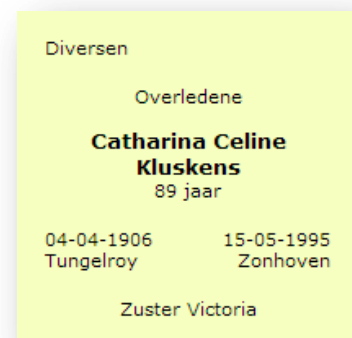 Diversen
Overledene
Catharina Celine
Kluskens
89 jaar
04-04-1906 15-05-1995
Tungelroy Zonhoven
Zuster Victoria